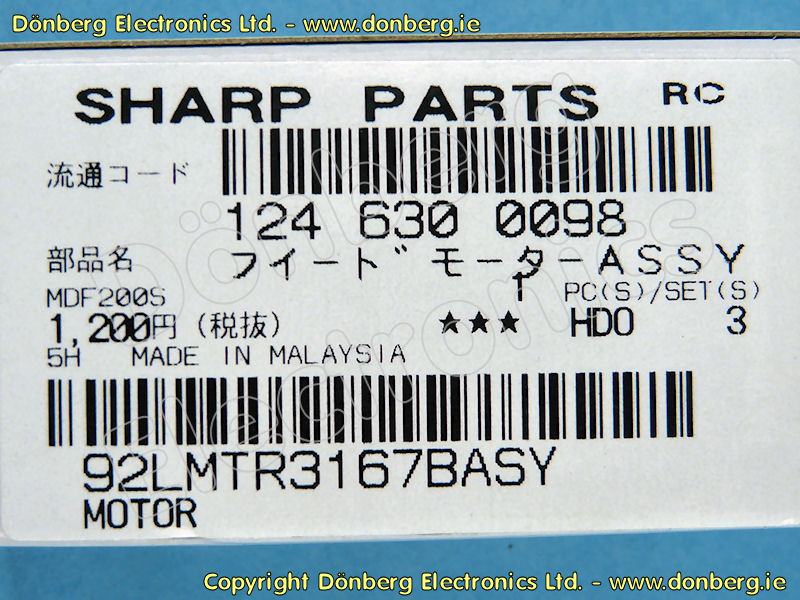 Dönberg Electronics Ltd. - www.donberg.ie
SHARP PARTS RC
流通コード
124 630 0098
部品名 フイードモーターASSY
MDF200S 1 PC(S)/SET(S)
1,200円(税抜) ★★★ HDO 3
5H MADE IN MALAYSIA
92LMTR3167BASY
MOTOR
Dönberg Electronics
Copyright Dönberg Electronics Ltd. - www.donberg.ie